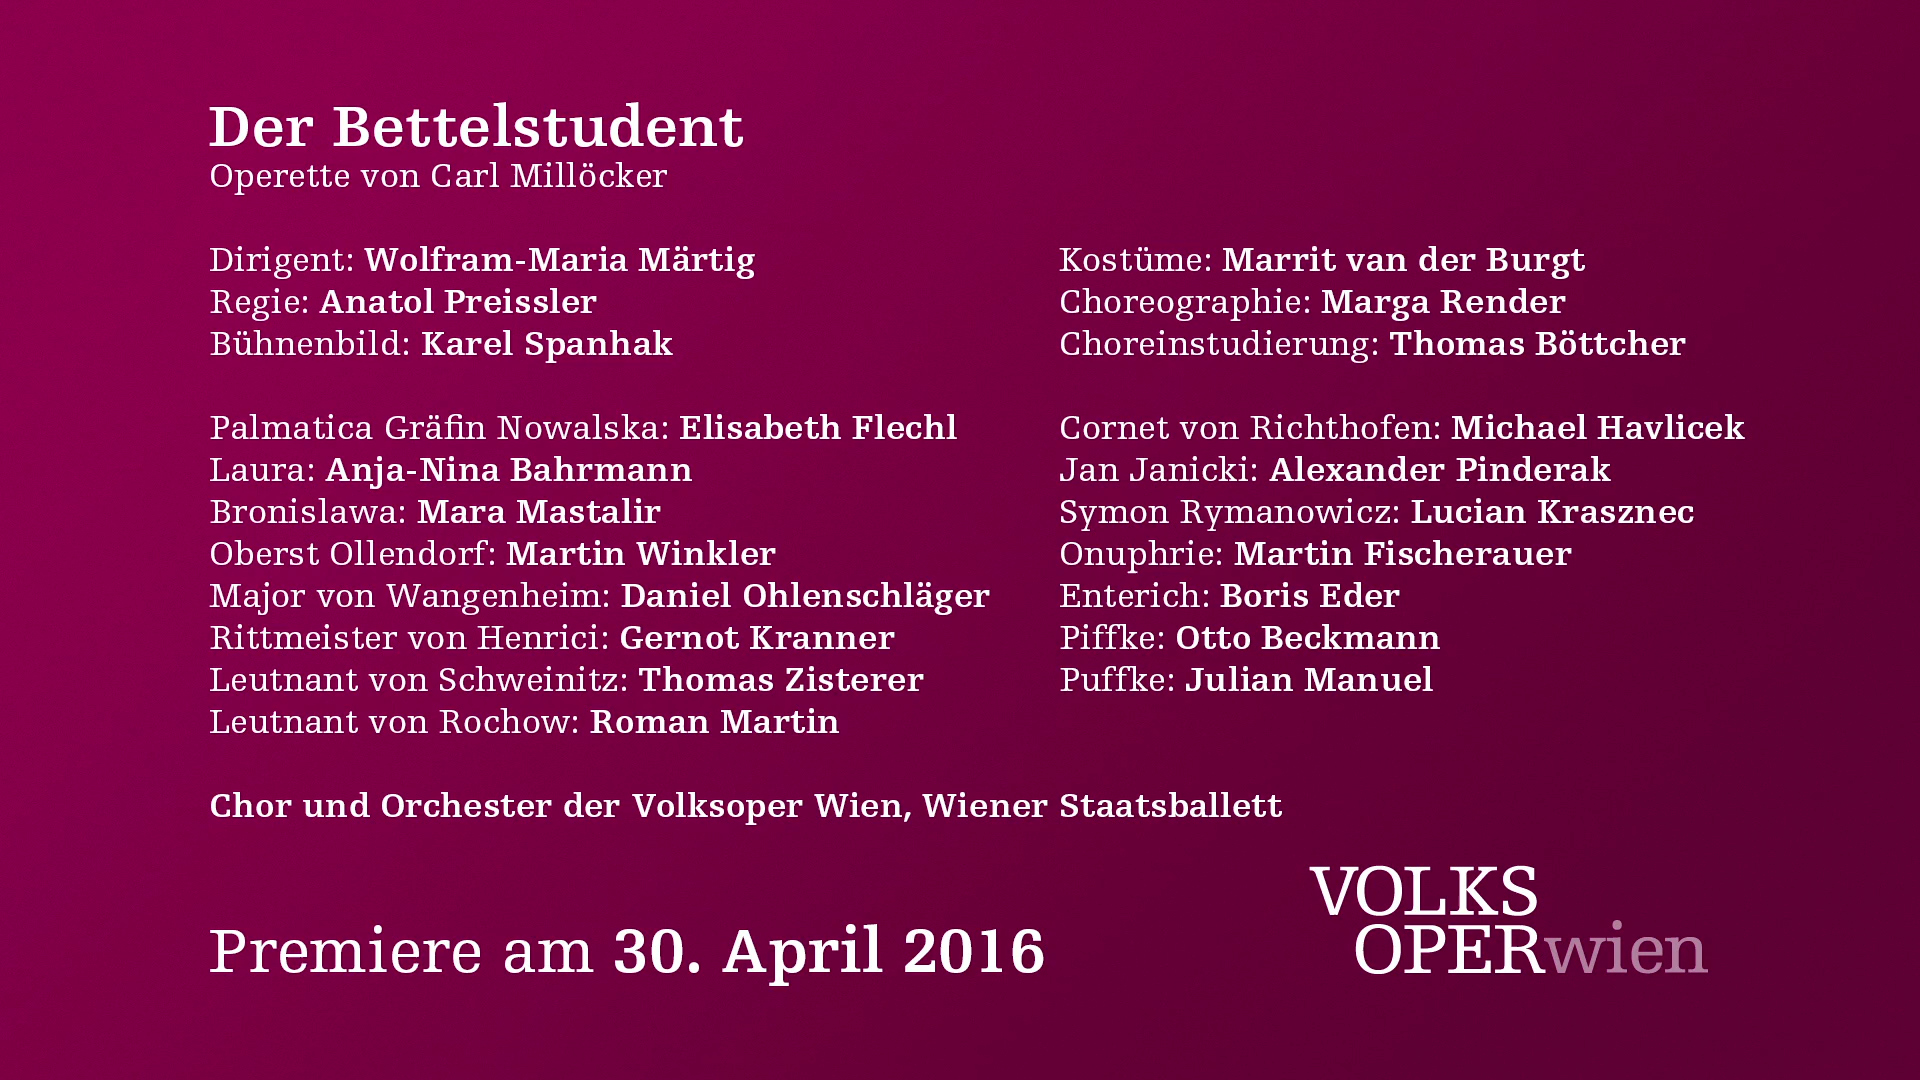 Der Bettelstudent
Operette von Carl Millöcker
Dirigent: Wolfram-Maria Märtig
Regie: Anatol Preissler
Bühnenbild: Karel Spanhak
Kostüme: Marrit van der Burgt
Choreographie: Marga Render
Choreinstudierung: Thomas Böttcher
Palmatica Gräfin Nowalska: Elisabeth Flechl
Laura: Anja-Nina Bahrmann
Bronislawa: Mara Mastalir
Oberst Ollendorf: Martin Winkler
Major von Wangenheim: Daniel Ohlenschläger
Rittmeister von Henrici: Gernot Kranner
Leutnant von Schweinitz: Thomas Zisterer
Leutnant von Rochow: Roman Martin
Cornet von Richthofen: Michael Havlicek
Jan Janicki: Alexander Pinderak
Symon Rymanowicz: Lucian Krasznec
Onuphrie: Martin Fischerauer
Enterich: Boris Eder
Piffke: Otto Beckmann
Puffke: Julian Manuel
Chor und Orchester der Volksoper Wien, Wiener Staatsballett
Premiere am 30. April 2016
VOLKS
OPERwien